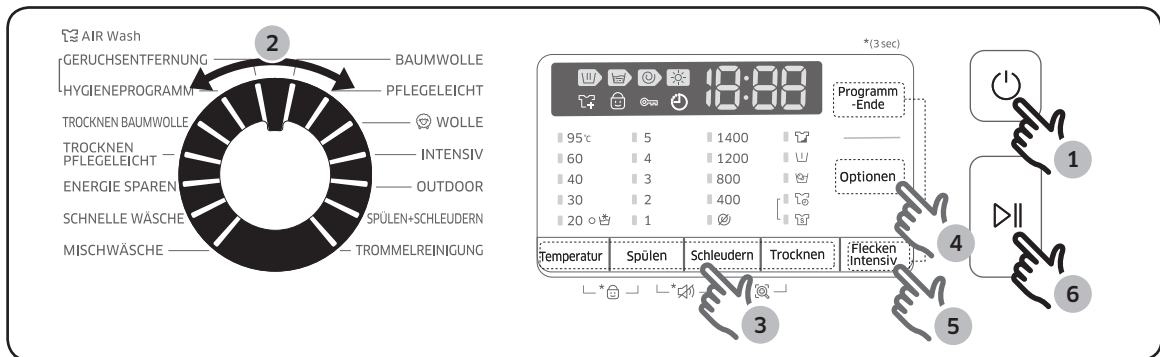 AIR Wash
GERUCHSENTFERNUNG
HYGIENEPROGRAMM
TROCKNEN BAUMWOLLE
TROCKNEN
PFLEGELEICHT
ENERGIE SPAREN
SCHNELLE WÄSCHE
MISCHWÄSCHE
2
BAUMWOLLE
PFLEGELEICHT
WOLLE
INTENSIV
OUTDOOR
SPÜLEN+SCHLEUDERN
TROMMELREINIGUNG
*(3 sec)
18:88
Programm
-Ende
Optionen
95℃ 5 1400
60 4 1200
40 3 800
30 2 400
20 1
Temperatur Spülen Schleudern Trocknen Flecken
Intensiv
* *
1
3
4
5
6